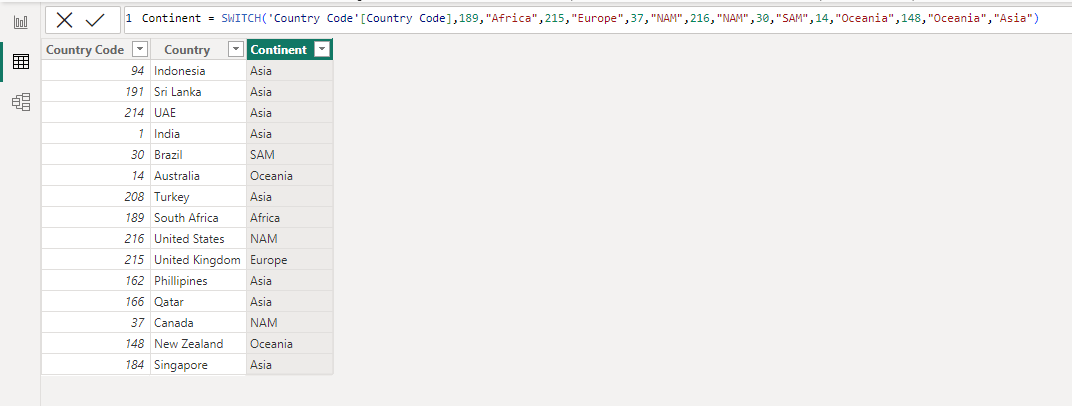 1 Continent = SWITCH('Country Code'[Country Code],189,"Africa",215,"Europe",37,"NAM",216,"NAM",30,"SAM",14,"Oceania",148,"Oceania","Asia")
Country Code Country Continent
94 Indonesia Asia
191 Sri Lanka Asia
214 UAE Asia
1 India Asia
30 Brazil SAM
14 Australia Oceania
208 Turkey Asia
189 South Africa Africa
216 United States NAM
215 United Kingdom Europe
162 Phillipines Asia
166 Qatar Asia
37 Canada NAM
148 New Zealand Oceania
184 Singapore Asia